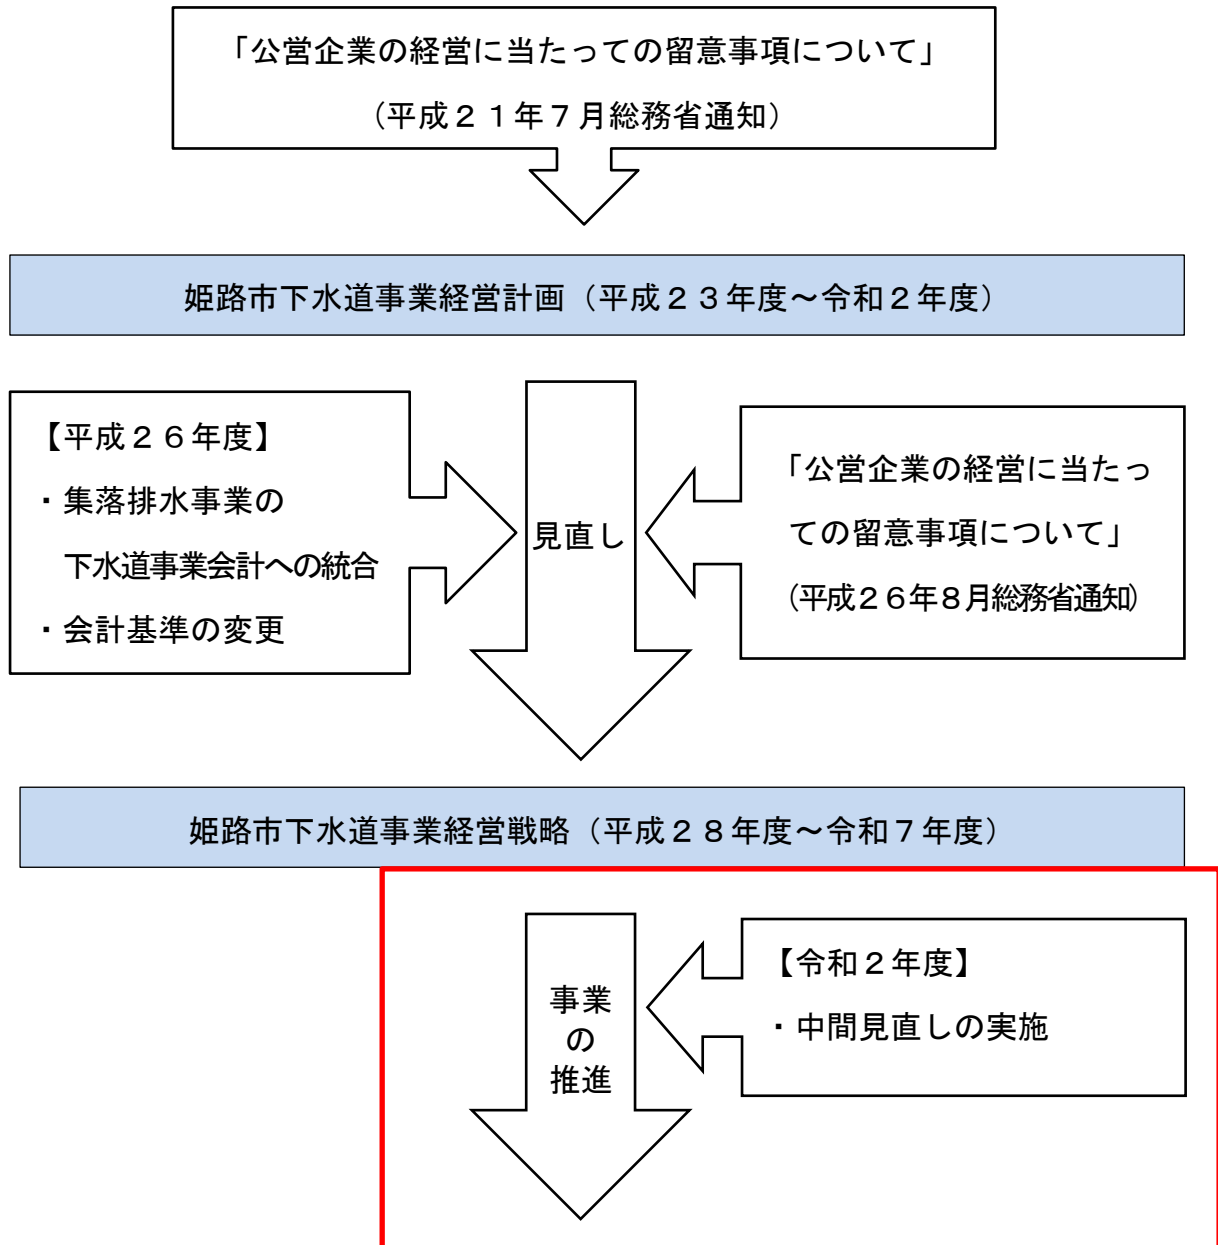 「公営企業の経営に当たっての留意事項について」
（平成２１年７月総務省通知）
姫路市下水道事業経営計画（平成２３年度～令和２年度）
【平成２６年度】
・集落排水事業の
下水道事業会計への統合
・会計基準の変更
見直し
「公営企業の経営に当たっ
ての留意事項について」
（平成２６年８月総務省通知）
姫路市下水道事業経営戦略（平成２８年度～令和７年度）
事業
の
推進
【令和２年度】
・中間見直しの実施